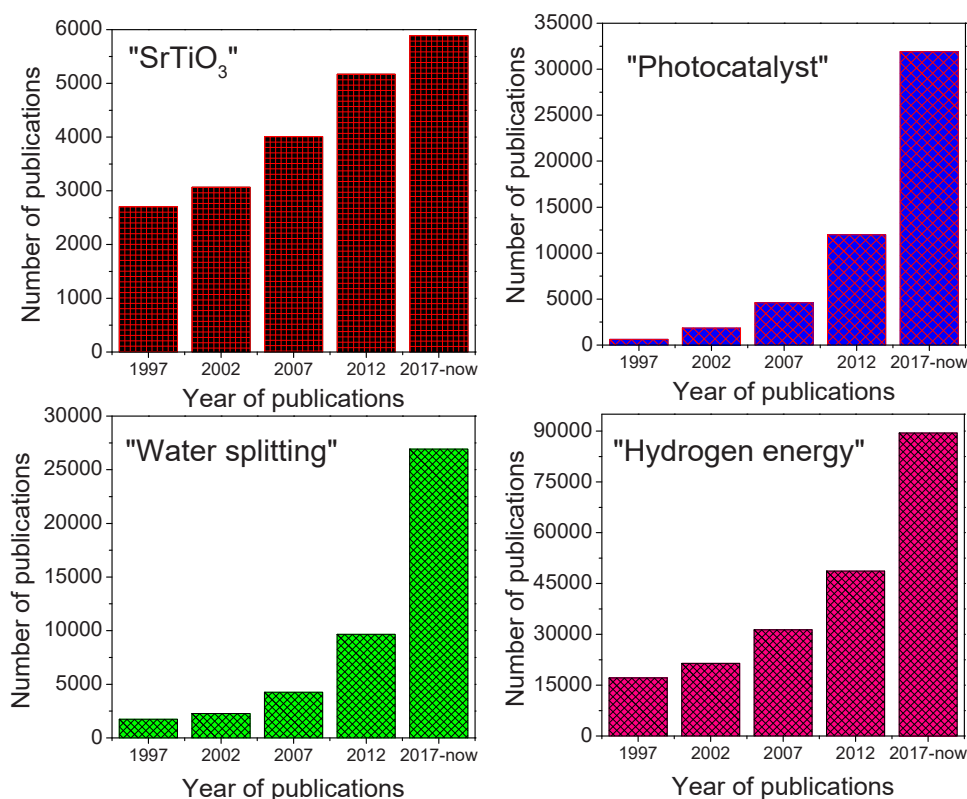 "SrTiO₃"
Number of publications
6000
5000
4000
3000
2000
1000
0
1997 2002 2007 2012 2017-now
Year of publications
"Photocatalyst"
Number of publications
35000
30000
25000
20000
15000
10000
5000
0
1997 2002 2007 2012 2017-now
Year of publications
"Water splitting"
Number of publications
30000
25000
20000
15000
10000
5000
0
1997 2002 2007 2012 2017-now
Year of publications
"Hydrogen energy"
Number of publications
90000
75000
60000
45000
30000
15000
0
1997 2002 2007 2012 2017-now
Year of publications